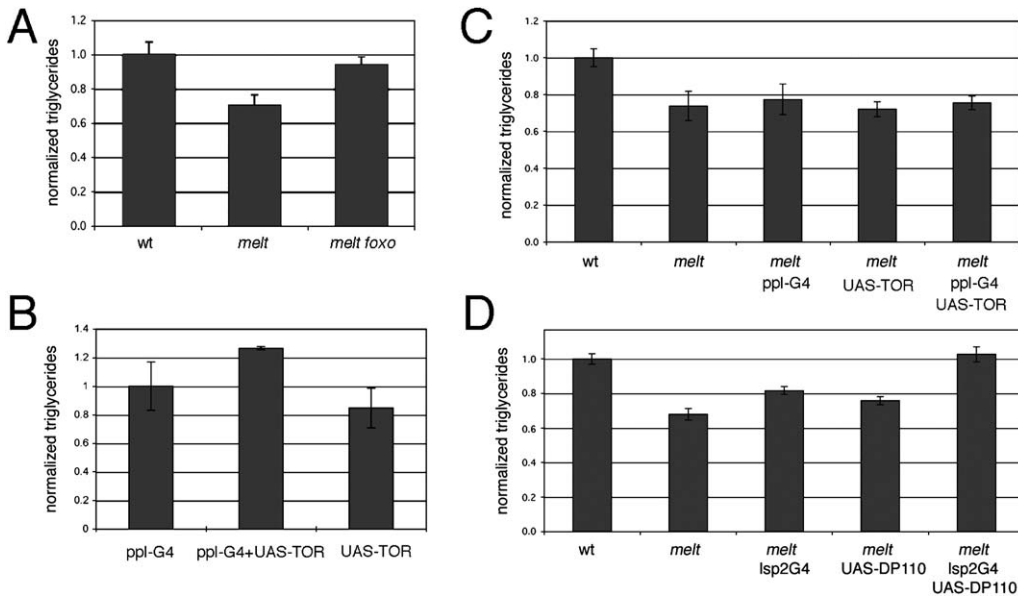 A
normalized triglycerides
1.2
1.0
0.8
0.6
0.4
0.2
0.0
wt
melt
melt foxo
B
normalized triglycerides
1.4
1.2
1
0.8
0.6
0.4
0.2
0
ppl-G4
ppl-G4+UAS-TOR
UAS-TOR
C
normalized triglycerides
1.2
1.0
0.8
0.6
0.4
0.2
0.0
wt
melt
melt
ppl-G4
melt
UAS-TOR
melt
ppl-G4
UAS-TOR
D
normalized triglycerides
1.0
0.8
0.6
0.4
0.2
0.0
wt
melt
melt
lsp2G4
melt
UAS-DP110
melt
lsp2G4
UAS-DP110